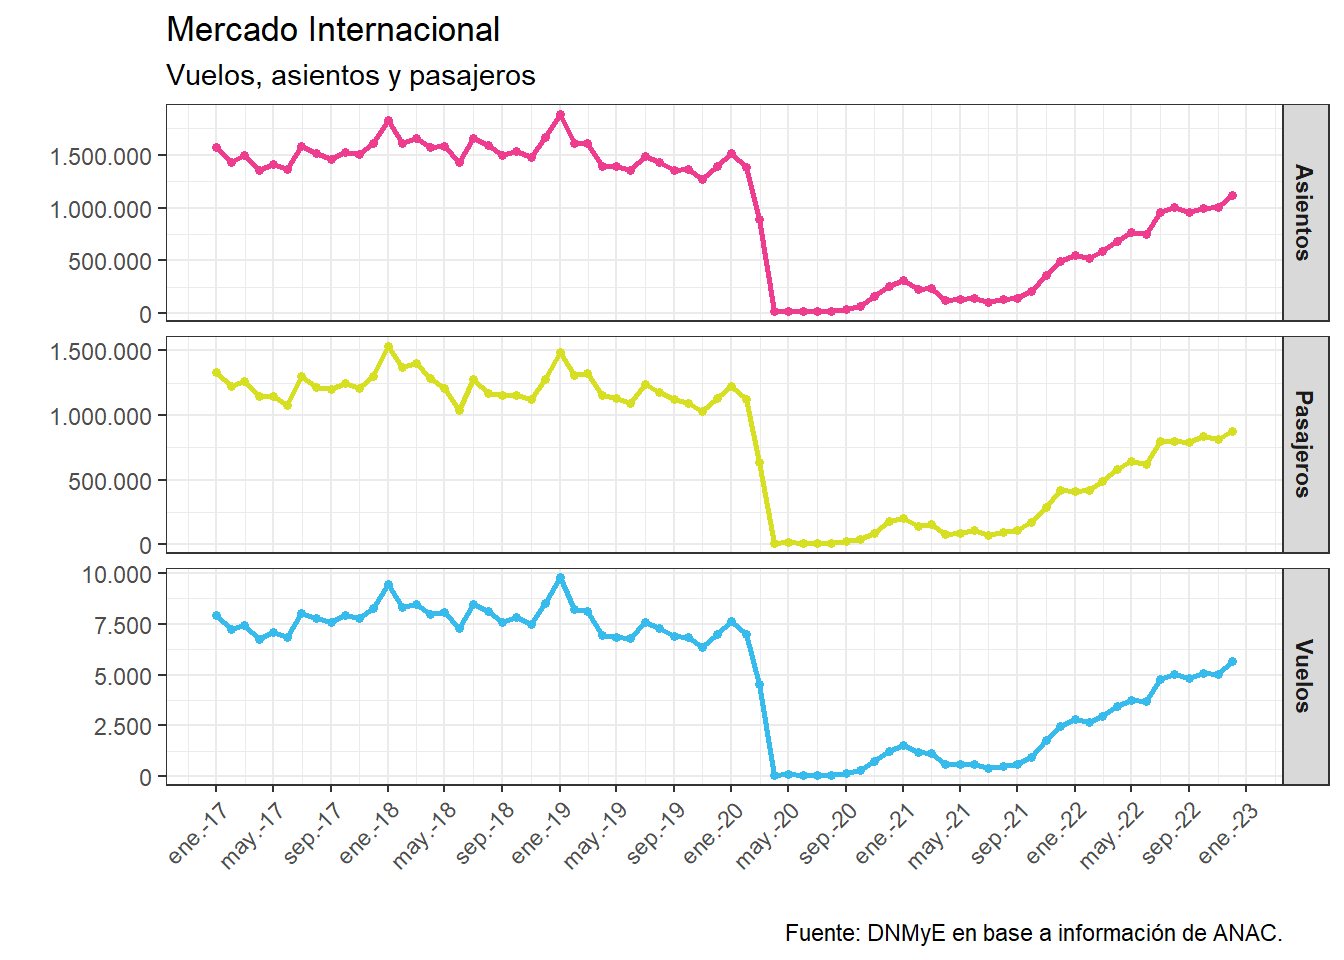 Mercado Internacional
Vuelos, asientos y pasajeros
1.500.000
1.000.000
500.000
0
Asientos
1.500.000
1.000.000
500.000
0
Pasajeros
10.000
7.500
5.000
2.500
0
Vuelos
ene.-17
may.-17
sep.-17
ene.-18
may.-18
sep.-18
ene.-19
may.-19
sep.-19
ene.-20
may.-20
sep.-20
ene.-21
may.-21
sep.-21
ene.-22
may.-22
sep.-22
ene.-23
Fuente: DNMyE en base a información de ANAC.